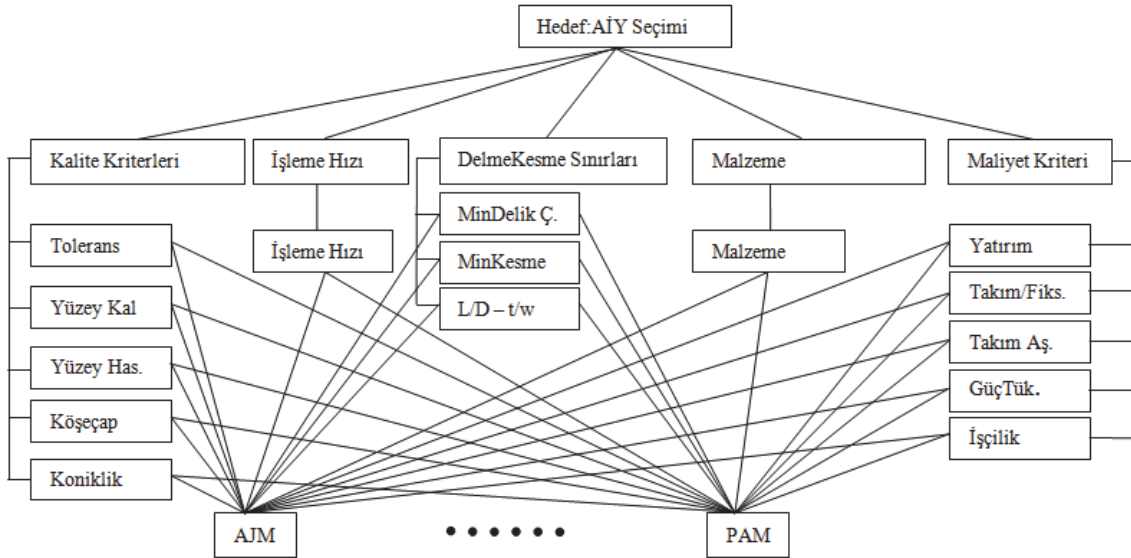 Hedef:AİY Seçimi
Kalite Kriterleri
İşleme Hızı
DelmeKesme Sınırları
Malzeme
Maliyet Kriteri
MinDelik Ç.
Tolerans
İşleme Hızı
MinKesme
Malzeme
Yatırım
Yüzey Kal
L/D – t/w
Takım/Fiks.
Yüzey Has.
Takım Aş.
GüçTük.
Köşeçap
İşçilik
Koniklik
AJM
PAM